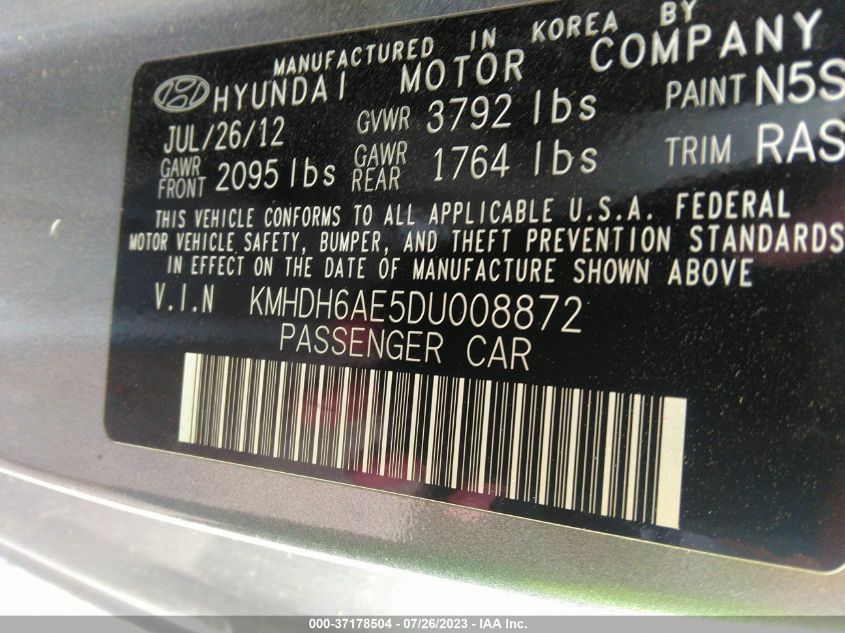 MANUFACTURED IN KOREA BY
HYUNDAI MOTOR COMPANY
JUL/26/12 GVWR 3792 lbs PAINT N5S
GAWR FRONT 2095 lbs GAWR REAR 1764 lbs TRIM RAS
THIS VEHICLE CONFORMS TO ALL APPLICABLE U.S.A. FEDERAL
MOTOR VEHICLE SAFETY, BUMPER, AND THEFT PREVENTION STANDARDS
IN EFFECT ON THE DATE OF MANUFACTURE SHOWN ABOVE
V.I.N KMHDH6AE5DU008872
PASSENGER CAR
000-37178504 - 07/26/2023 - IAA Inc.